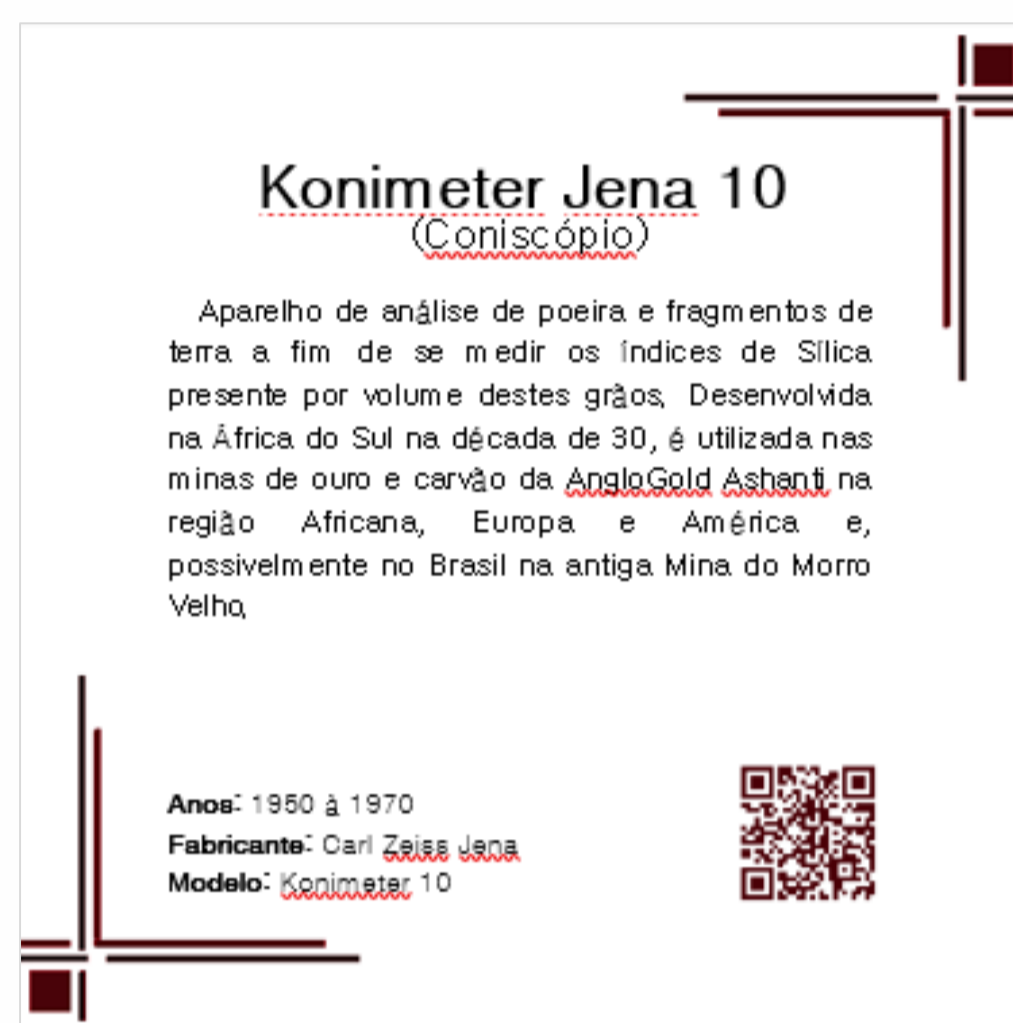 Konimeter Jena 10
(Coniscópio)
Aparelho de análise de poeira e fragmentos de
terra a fim de se medir os índices de Sílica
presente por volume destes grãos, Desenvolvida
na África do Sul na década de 30, é utilizada nas
minas de ouro e carvão da AngloGold Ashanti na
região Africana, Europa e América e,
possivelmente no Brasil na antiga Mina do Morro
Velho,
Anos: 1950 à 1970
Fabricante: Carl Zeiss Jena
Modelo: Konimeter 10